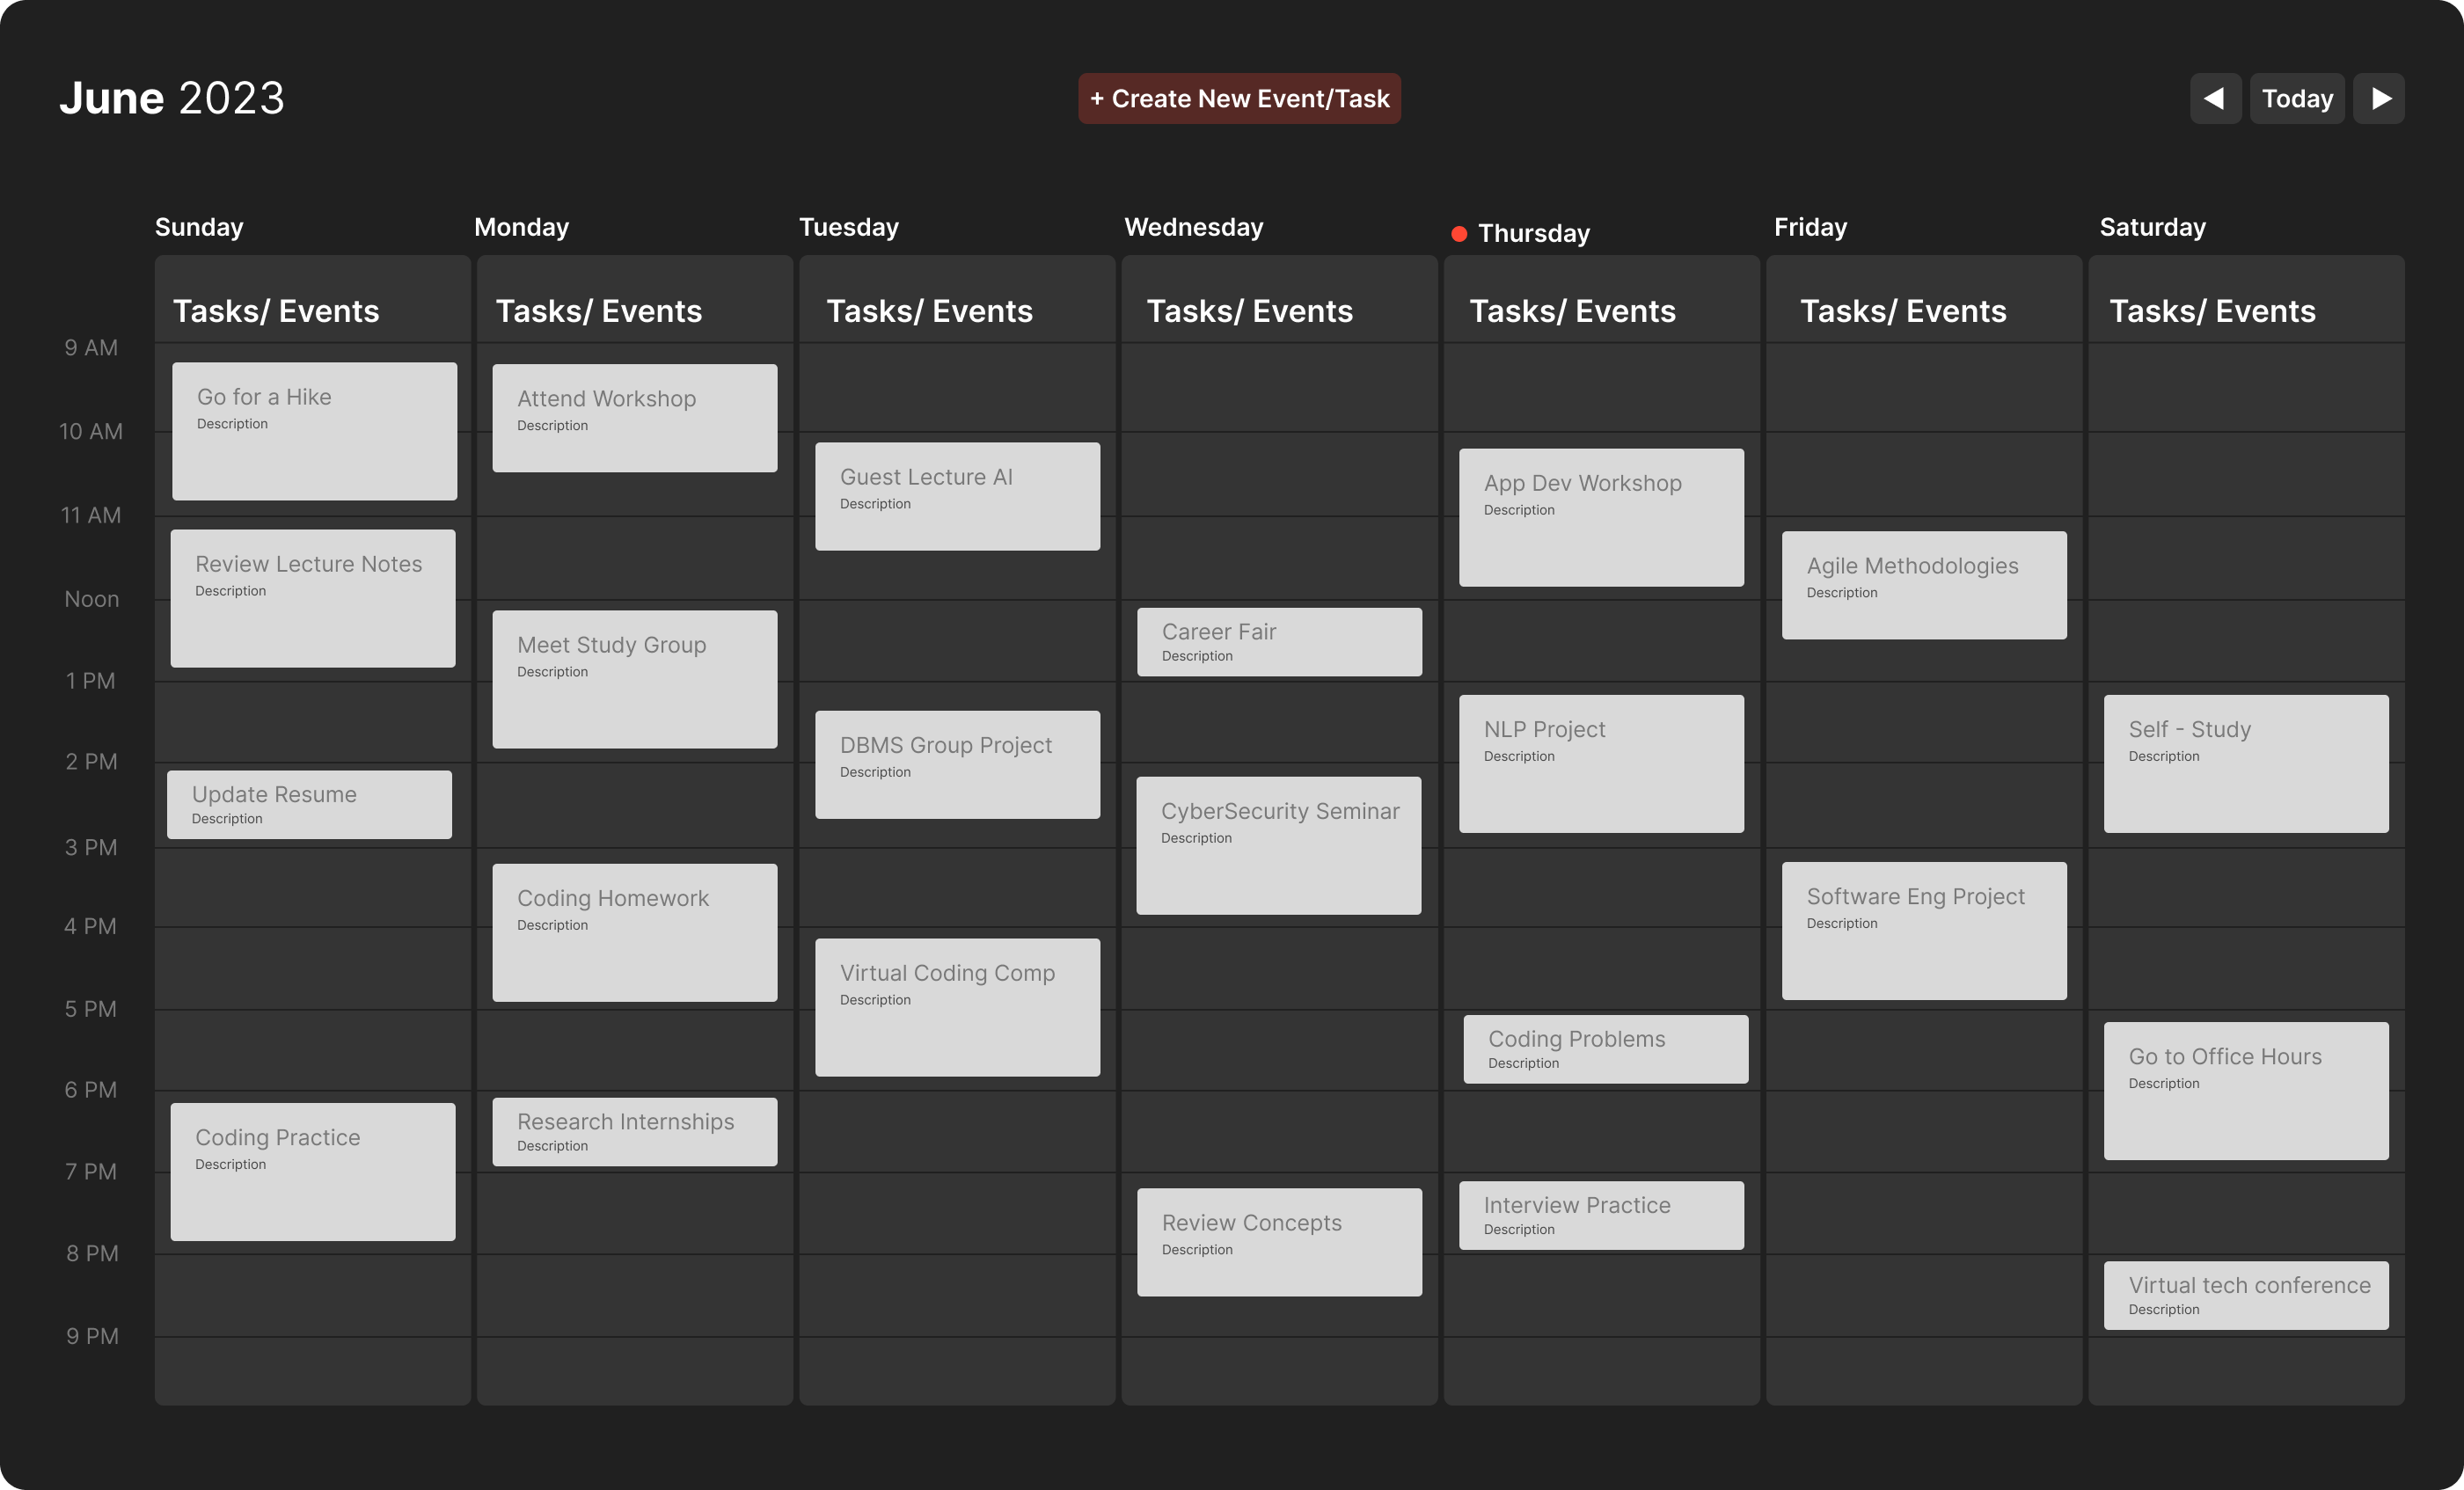 June 2023
+ Create New Event/Task
◀ Today ▶
Sunday
Monday
Tuesday
Wednesday
Thursday
Friday
Saturday
Tasks/ Events
Tasks/ Events
Tasks/ Events
Tasks/ Events
Tasks/ Events
Tasks/ Events
Tasks/ Events
9 AM
10 AM
11 AM
Noon
1 PM
2 PM
3 PM
4 PM
5 PM
6 PM
7 PM
8 PM
9 PM
Go for a Hike
Description
Review Lecture Notes
Description
Update Resume
Description
Coding Practice
Description
Attend Workshop
Description
Meet Study Group
Description
Coding Homework
Description
Research Internships
Description
Guest Lecture AI
Description
DBMS Group Project
Description
Virtual Coding Comp
Description
Career Fair
Description
CyberSecurity Seminar
Description
Review Concepts
Description
App Dev Workshop
Description
NLP Project
Description
Coding Problems
Description
Interview Practice
Description
Agile Methodologies
Description
Software Eng Project
Description
Self - Study
Description
Go to Office Hours
Description
Virtual tech conference
Description